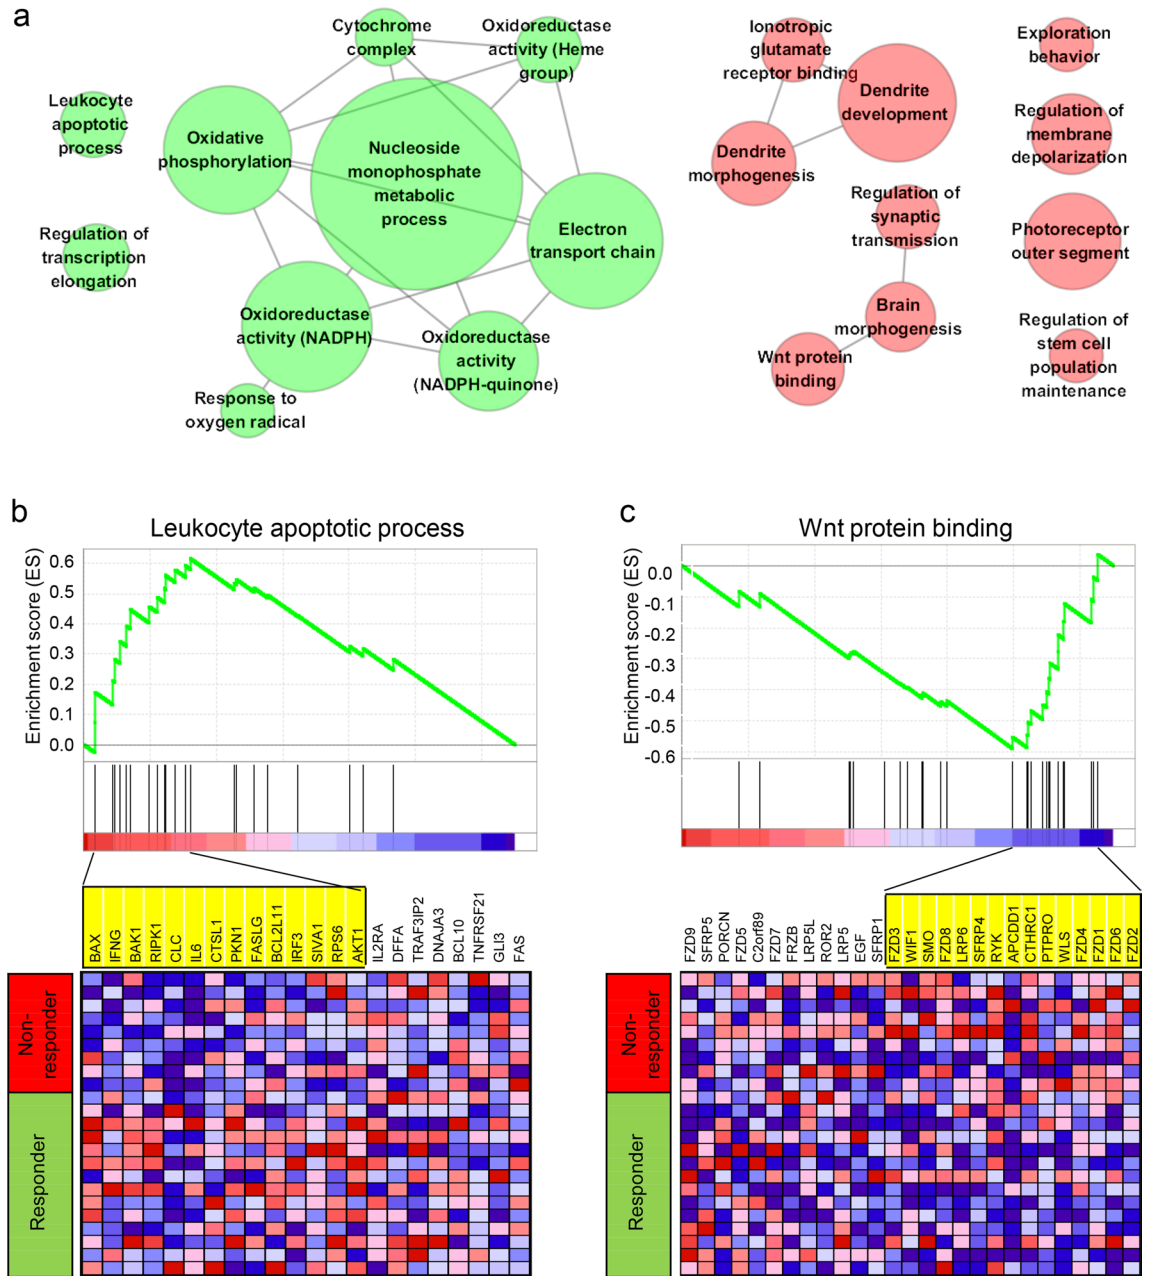 a
Cytochrome
complex
Oxidoreductase
activity (Heme
group)
Leukocyte
apoptotic
process
Oxidative
phosphorylation
Nucleoside
monophosphate
metabolic
process
Electron
transport chain
Regulation of
transcription
elongation
Oxidoreductase
activity (NADPH)
Oxidoreductase
activity
(NADPH-quinone)
Response to
oxygen radical
Ionotropic
glutamate
receptor binding
Dendrite
development
Dendrite
morphogenesis
Regulation of
synaptic
transmission
Brain
morphogenesis
Wnt protein
binding
Exploration
behavior
Regulation of
membrane
depolarization
Photoreceptor
outer segment
Regulation of
stem cell
population
maintenance
b
Leukocyte apoptotic process
Enrichment score (ES)
0.6
0.5
0.4
0.3
0.2
0.1
0.0
BAX
IFNG
BAK1
RIPK1
CLC
IL6
CTSL1
PKN1
FASLG
BCL2L11
IRF3
SIVA1
RPS6
AKT1
IL2RA
DFFA
TRAF3IP2
DNAJA3
BCL10
TNFRSF21
GLI3
FAS
Non-
responder
Responder
c
Wnt protein binding
Enrichment score (ES)
0.0
-0.1
-0.2
-0.3
-0.4
-0.5
-0.6
FZD9
SFRP5
PORCN
FZD5
C2orf89
FZD7
FRZB
LRP5L
ROR2
LRP5
EGF
SFRP1
FZD3
WIF1
SMO
FZD8
LRP6
SFRP4
RYK
APCDD1
CTHRC1
PTPRO
WLS
FZD4
FZD1
FZD6
FZD2
Non-
responder
Responder